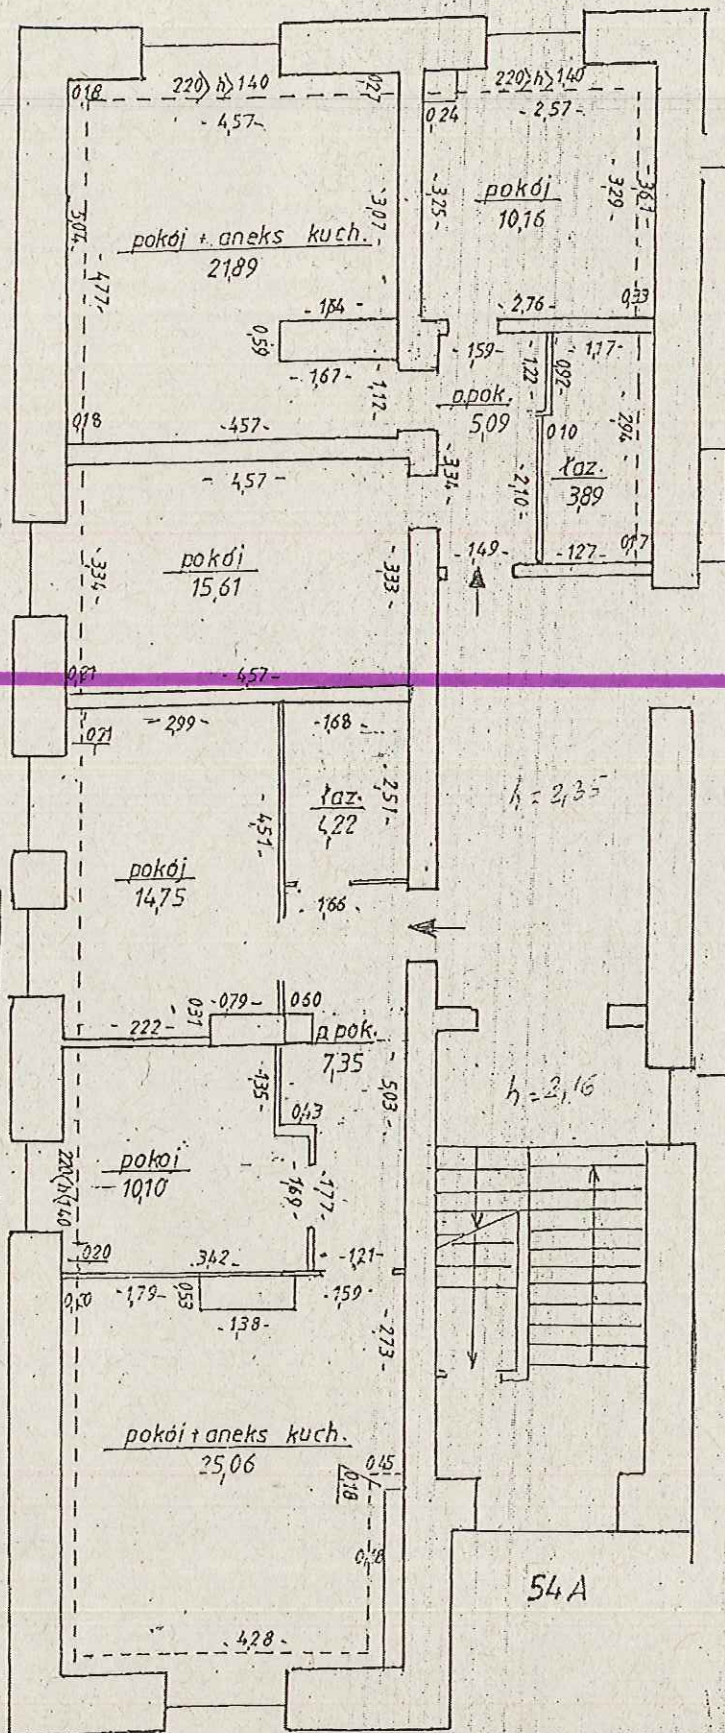 220>h>140
220>h>140
0,18
0,27
- 4,57 -
0,24
- 2,57 -
pokój
10,16
- 3,25 -
- 3,29 -
- 3,61 -
- 3,07 -
5,04 -
- 4,77 -
pokój + aneks kuch.
21,89
- 1,64 -
0,59
- 1,67 -
- 1,12 -
- 2,76 -
0,33
- 1,59 -
- 1,22 -
0,92 -
- 1,17 -
p.pok.
5,09
0,18
- 4,57 -
0,10
- 2,94 -
łaz.
3,89
- 4,57 -
- 3,34 -
- 2,10 -
pokój
15,61
- 3,34 -
- 3,33 -
- 1,49 -
- 1,27 -
0,17
0,21
- 4,57 -
- 2,99 -
- 1,68 -
0,21
- 2,51 -
h = 2,35
łaz.
4,22
- 4,51 -
pokój
14,75
- 1,66 -
0,31
- 0,79 -
0,60
- 2,22 -
p.pok.
7,35
- 1,35 -
- 5,03 -
0,43
h = 2,16
pokój
10,10
220>h>140
- 1,69 -
- 1,77 -
0,20
- 3,42 -
- 1,21 -
- 1,79 -
0,53
- 1,59 -
- 1,38 -
- 2,73 -
pokój + aneks kuch.
25,06
0,45
0,18
0,18
54A
- 4,28 -